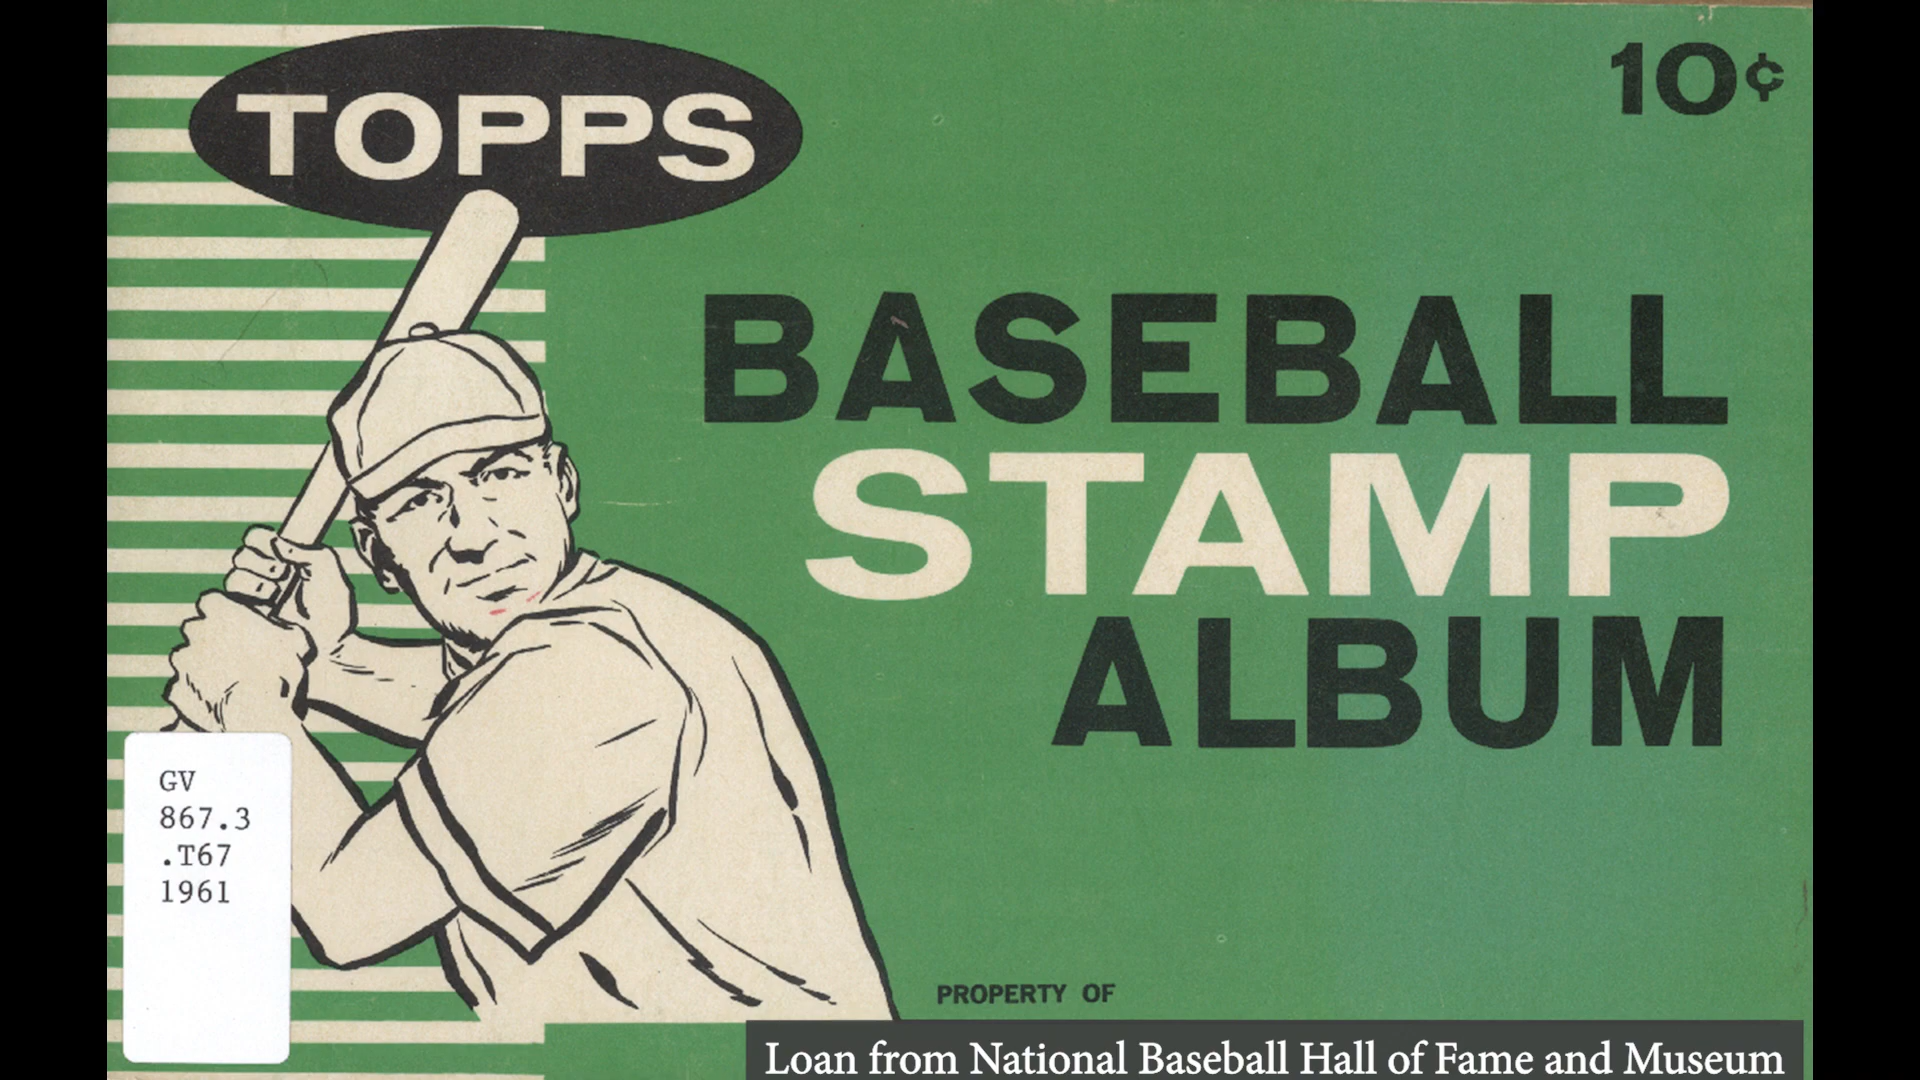 TOPPS
10¢
BASEBALL
STAMP
ALBUM
GV
867.3
.T67
1961
PROPERTY OF
Loan from National Baseball Hall of Fame and Museum